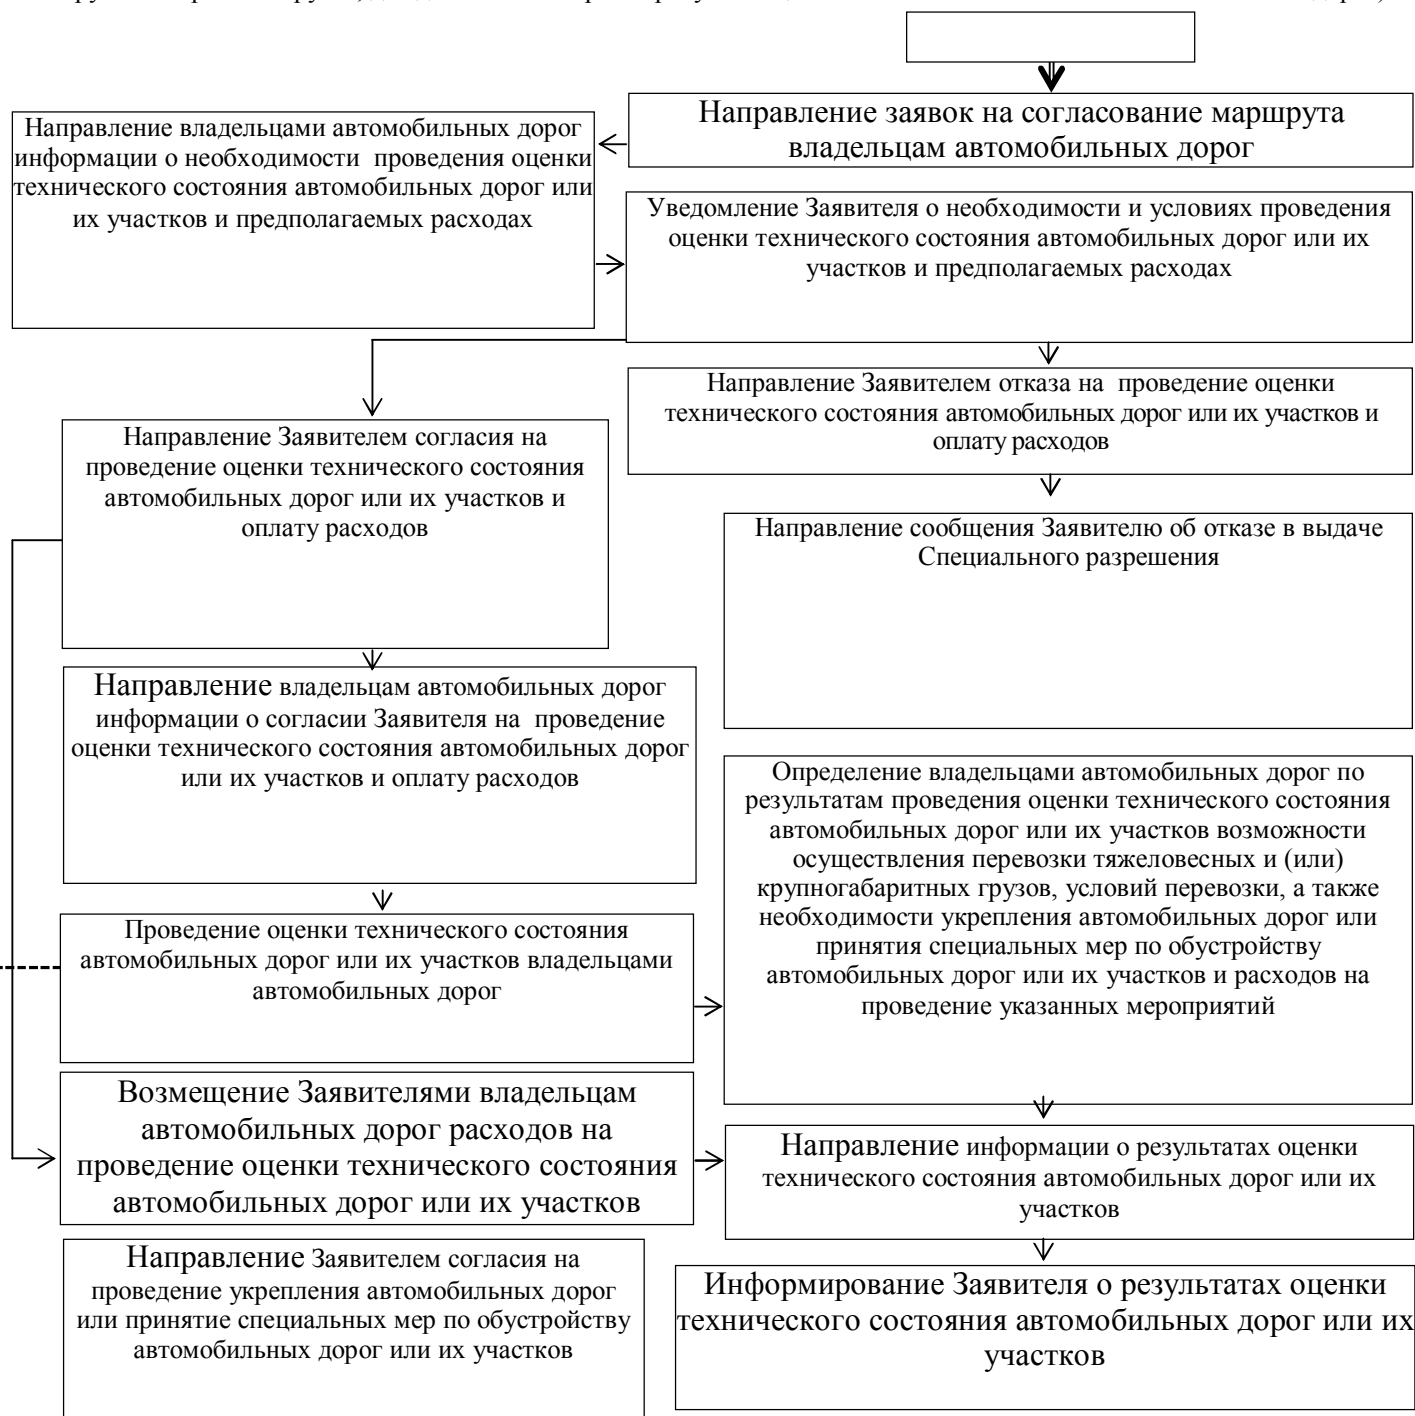 Направление заявок на согласование маршрута
владельцам автомобильных дорог
Направление владельцами автомобильных дорог
информации о необходимости проведения оценки
технического состояния автомобильных дорог или
их участков и предполагаемых расходах
Уведомление Заявителя о необходимости и условиях проведения
оценки технического состояния автомобильных дорог или их
участков и предполагаемых расходах
Направление Заявителем отказа на проведение оценки
технического состояния автомобильных дорог или их участков и
оплату расходов
Направление Заявителем согласия на
проведение оценки технического состояния
автомобильных дорог или их участков и
оплату расходов
Направление сообщения Заявителю об отказе в выдаче
Специального разрешения
Направление владельцам автомобильных дорог
информации о согласии Заявителя на проведение
оценки технического состояния автомобильных дорог
или их участков и оплату расходов
Определение владельцами автомобильных дорог по
результатам проведения оценки технического состояния
автомобильных дорог или их участков возможности
осуществления перевозки тяжеловесных и (или)
крупногабаритных грузов, условий перевозки, а также
необходимости укрепления автомобильных дорог или
принятия специальных мер по обустройству
автомобильных дорог или их участков и расходов на
проведение указанных мероприятий
Проведение оценки технического состояния
автомобильных дорог или их участков владельцами
автомобильных дорог
Возмещение Заявителями владельцам
автомобильных дорог расходов на
проведение оценки технического состояния
автомобильных дорог или их участков
Направление информации о результатах оценки
технического состояния автомобильных дорог или их
участков
Направление Заявителем согласия на
проведение укрепления автомобильных дорог
или принятие специальных мер по обустройству
автомобильных дорог или их участков
Информирование Заявителя о результатах оценки
технического состояния автомобильных дорог или их
участков